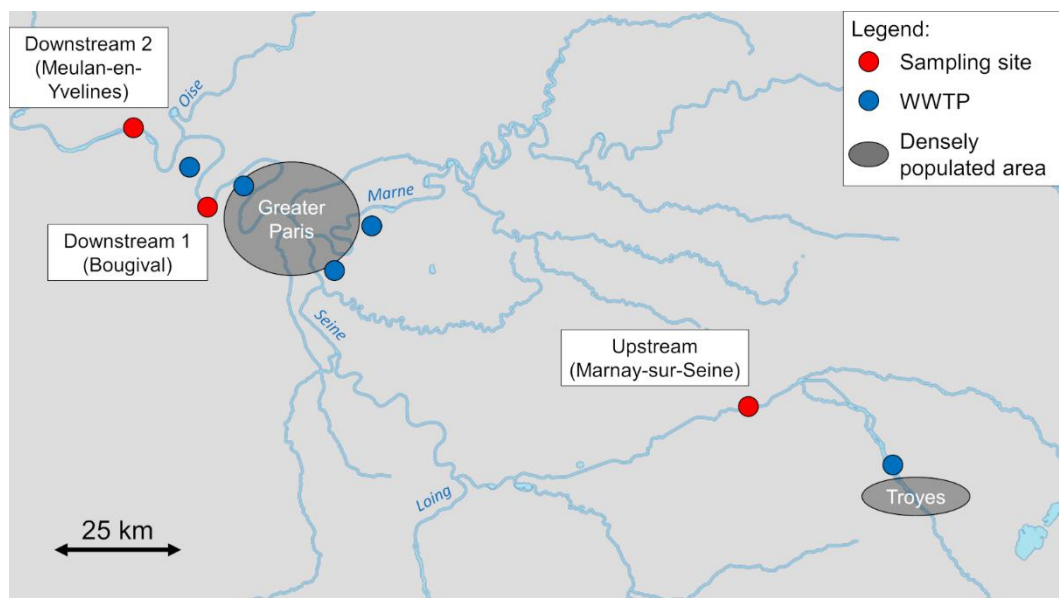 Downstream 2
(Meulan-en-
Yvelines)
Oise
Legend:
Sampling site
WWTP
Densely
populated area
Marne
Greater
Paris
Downstream 1
(Bougival)
Seine
Upstream
(Marnay-sur-Seine)
Loing
Troyes
25 km